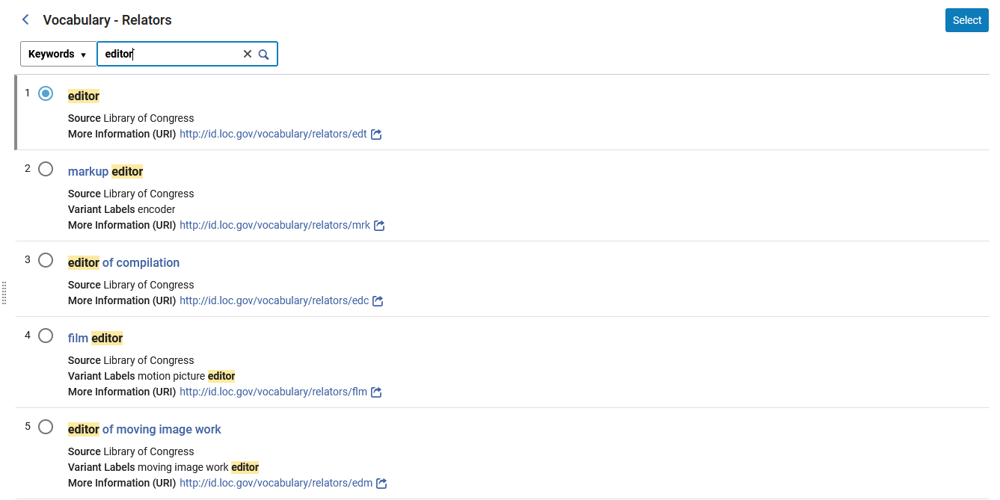 Vocabulary - Relators
Select
Keywords
editor
1
editor
Source Library of Congress
More Information (URI) http://id.loc.gov/vocabulary/relators/edt
2
markup editor
Source Library of Congress
Variant Labels encoder
More Information (URI) http://id.loc.gov/vocabulary/relators/mrk
3
editor of compilation
Source Library of Congress
More Information (URI) http://id.loc.gov/vocabulary/relators/edc
4
film editor
Source Library of Congress
Variant Labels motion picture editor
More Information (URI) http://id.loc.gov/vocabulary/relators/flm
5
editor of moving image work
Source Library of Congress
Variant Labels moving image work editor
More Information (URI) http://id.loc.gov/vocabulary/relators/edm